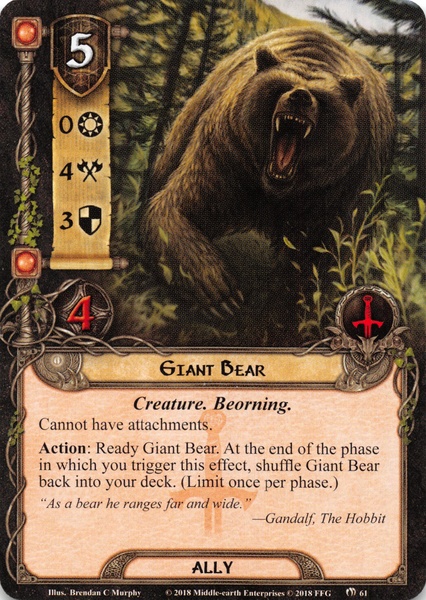 5
0
4
3
4
Giant Bear
Creature. Beorning.
Cannot have attachments.
Action: Ready Giant Bear. At the end of the phase
in which you trigger this effect, shuffle Giant Bear
back into your deck. (Limit once per phase.)
“As a bear he ranges far and wide.”
—Gandalf, The Hobbit
ALLY
Illus. Brendan C Murphy © 2018 Middle-earth Enterprises © 2018 FFG 61